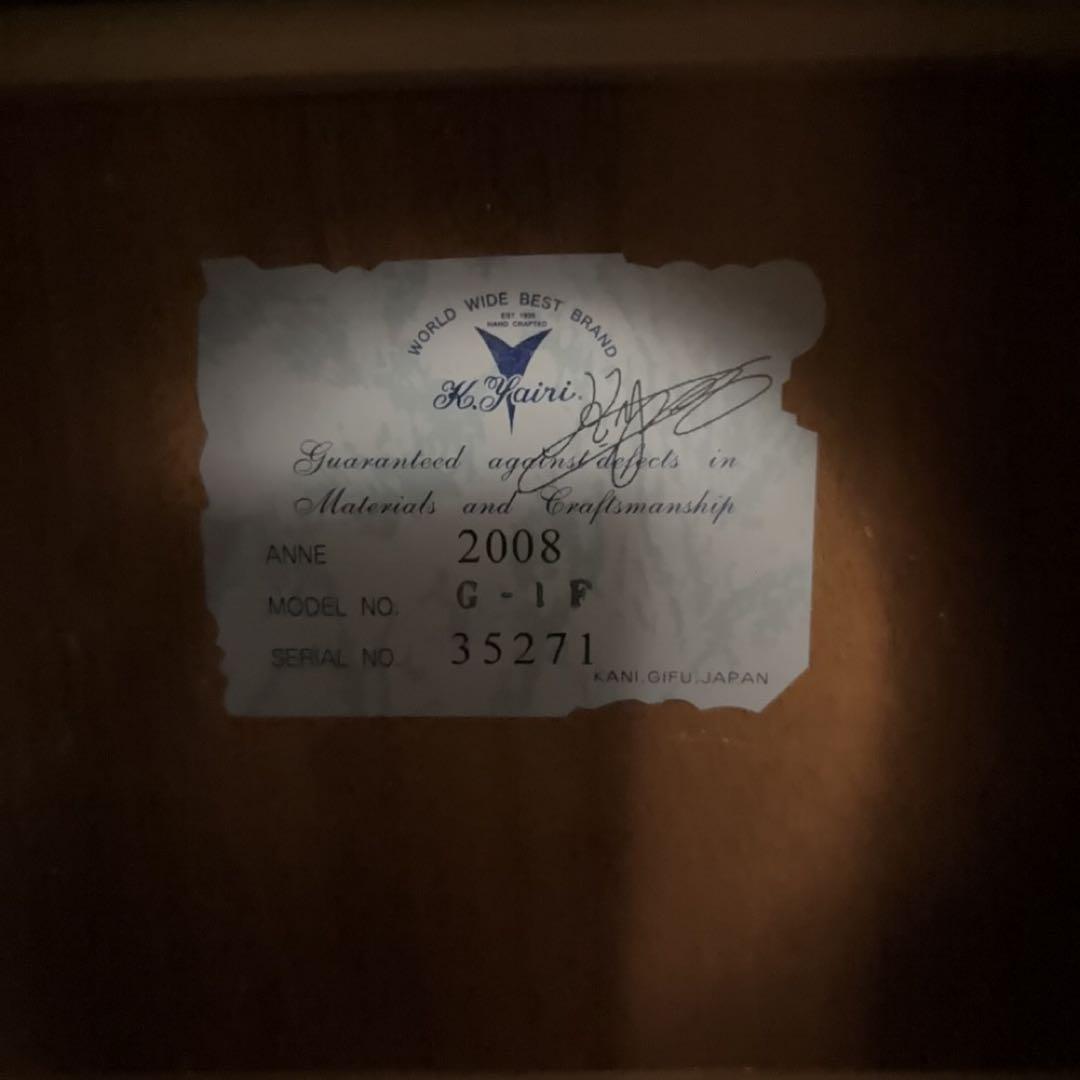 WORLD WIDE BEST BRAND
EST 1935
HAND CRAFTED
K.Yairi
Guaranteed against defects in
Materials and Craftsmanship
ANNE 2008
MODEL NO. G-1F
SERIAL NO. 35271
KANI.GIFU.JAPAN